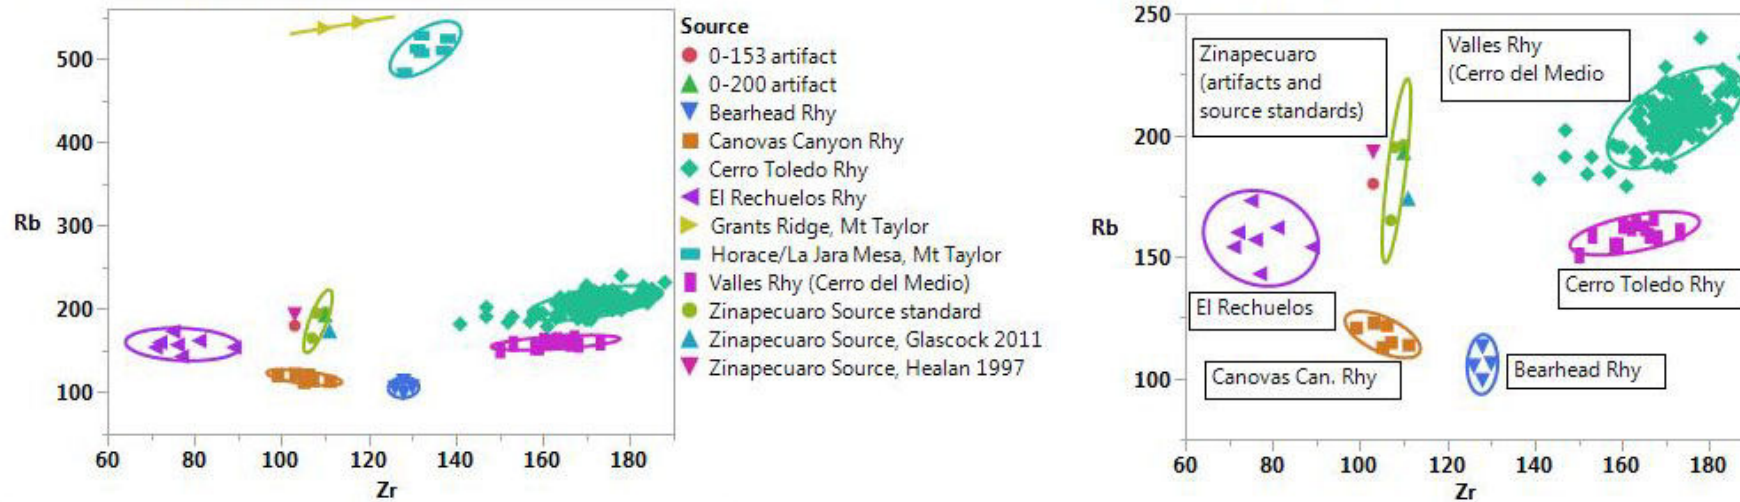 500
400
Rb 300
200
100
60 80 100 120 140 160 180
Zr
Source
0-153 artifact
0-200 artifact
Bearhead Rhy
Canovas Canyon Rhy
Cerro Toledo Rhy
El Rechuelos Rhy
Grants Ridge, Mt Taylor
Horace/La Jara Mesa, Mt Taylor
Valles Rhy (Cerro del Medio)
Zinapecuaro Source standard
Zinapecuaro Source, Glascock 2011
Zinapecuaro Source, Healan 1997
250
200
Rb
150
100
60 80 100 120 140 160 180
Zr
Zinapecuaro
(artifacts and
source standards)
Valles Rhy
(Cerro del Medio
El Rechuelos
Cerro Toledo Rhy
Canovas Can. Rhy
Bearhead Rhy